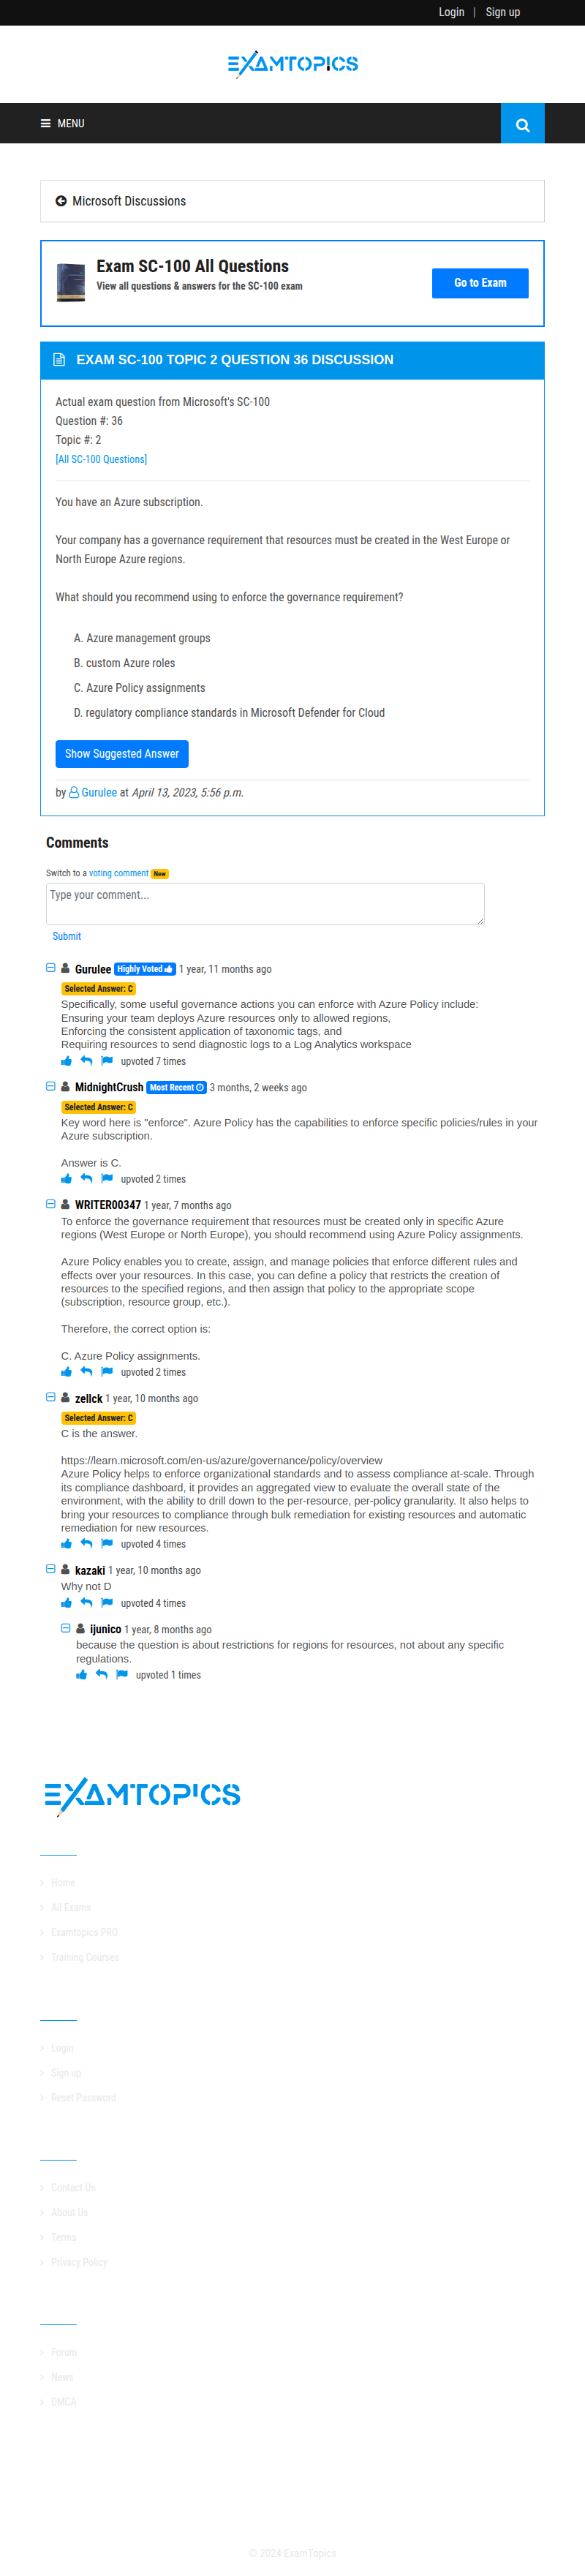 Login | Sign up
EXAMTOPICS
MENU
Microsoft Discussions
Exam SC-100 All Questions
View all questions & answers for the SC-100 exam
Go to Exam
EXAM SC-100 TOPIC 2 QUESTION 36 DISCUSSION
Actual exam question from Microsoft's SC-100
Question #: 36
Topic #: 2
[All SC-100 Questions]
You have an Azure subscription.
Your company has a governance requirement that resources must be created in the West Europe or
North Europe Azure regions.
What should you recommend using to enforce the governance requirement?
A. Azure management groups
B. custom Azure roles
C. Azure Policy assignments
D. regulatory compliance standards in Microsoft Defender for Cloud
Show Suggested Answer
by Gurulee at April 13, 2023, 5:56 p.m.
Comments
Switch to a voting comment New
Type your comment...
Submit
Gurulee Highly Voted 1 year, 11 months ago
Selected Answer: C
Specifically, some useful governance actions you can enforce with Azure Policy include:
Ensuring your team deploys Azure resources only to allowed regions,
Enforcing the consistent application of taxonomic tags, and
Requiring resources to send diagnostic logs to a Log Analytics workspace
upvoted 7 times
MidnightCrush Most Recent 3 months, 2 weeks ago
Selected Answer: C
Key word here is "enforce". Azure Policy has the capabilities to enforce specific policies/rules in your
Azure subscription.
Answer is C.
upvoted 2 times
WRITER00347 1 year, 7 months ago
To enforce the governance requirement that resources must be created only in specific Azure
regions (West Europe or North Europe), you should recommend using Azure Policy assignments.
Azure Policy enables you to create, assign, and manage policies that enforce different rules and
effects over your resources. In this case, you can define a policy that restricts the creation of
resources to the specified regions, and then assign that policy to the appropriate scope
(subscription, resource group, etc.).
Therefore, the correct option is:
C. Azure Policy assignments.
upvoted 2 times
zellck 1 year, 10 months ago
Selected Answer: C
C is the answer.
https://learn.microsoft.com/en-us/azure/governance/policy/overview
Azure Policy helps to enforce organizational standards and to assess compliance at-scale. Through
its compliance dashboard, it provides an aggregated view to evaluate the overall state of the
environment, with the ability to drill down to the per-resource, per-policy granularity. It also helps to
bring your resources to compliance through bulk remediation for existing resources and automatic
remediation for new resources.
upvoted 4 times
kazaki 1 year, 10 months ago
Why not D
upvoted 4 times
ijunico 1 year, 8 months ago
because the question is about restrictions for regions for resources, not about any specific
regulations.
upvoted 1 times
EXAMTOPICS
Home
All Exams
Examtopics PRO
Training Courses
Login
Sign up
Reset Password
Contact Us
About Us
Terms
Privacy Policy
Forum
News
DMCA
© 2024 ExamTopics